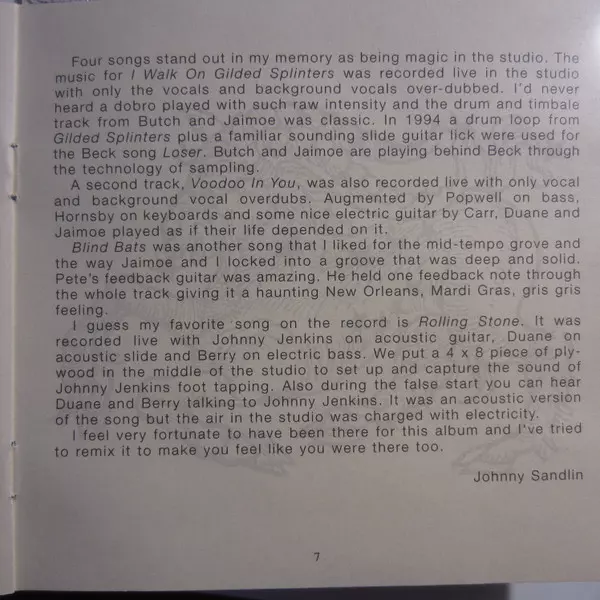 Four songs stand out in my memory as being magic in the studio. The
music for I Walk On Gilded Splinters was recorded live in the studio
with only the vocals and background vocals over-dubbed. I'd never
heard a dobro played with such raw intensity and the drum and timbale
track from Butch and Jaimoe was classic. In 1994 a drum loop from
Gilded Splinters plus a familiar sounding slide guitar lick were used for
the Beck song Loser. Butch and Jaimoe are playing behind Beck through
the technology of sampling.
A second track, Voodoo In You, was also recorded live with only vocal
and background vocal overdubs. Augmented by Popwell on bass,
Hornsby on keyboards and some nice electric guitar by Carr, Duane and
Jaimoe played as if their life depended on it.
Blind Bats was another song that I liked for the mid-tempo grove and
the way Jaimoe and I locked into a groove that was deep and solid.
Pete's feedback guitar was amazing. He held one feedback note through
the whole track giving it a haunting New Orleans, Mardi Gras, gris gris
feeling.
I guess my favorite song on the record is Rolling Stone. It was
recorded live with Johnny Jenkins on acoustic guitar, Duane on
acoustic slide and Berry on electric bass. We put a 4 x 8 piece of ply-
wood in the middle of the studio to set up and capture the sound of
Johnny Jenkins foot tapping. Also during the false start you can hear
Duane and Berry talking to Johnny Jenkins. It was an acoustic version
of the song but the air in the studio was charged with electricity.
I feel very fortunate to have been there for this album and I've tried
to remix it to make you feel like you were there too.
Johnny Sandlin
7